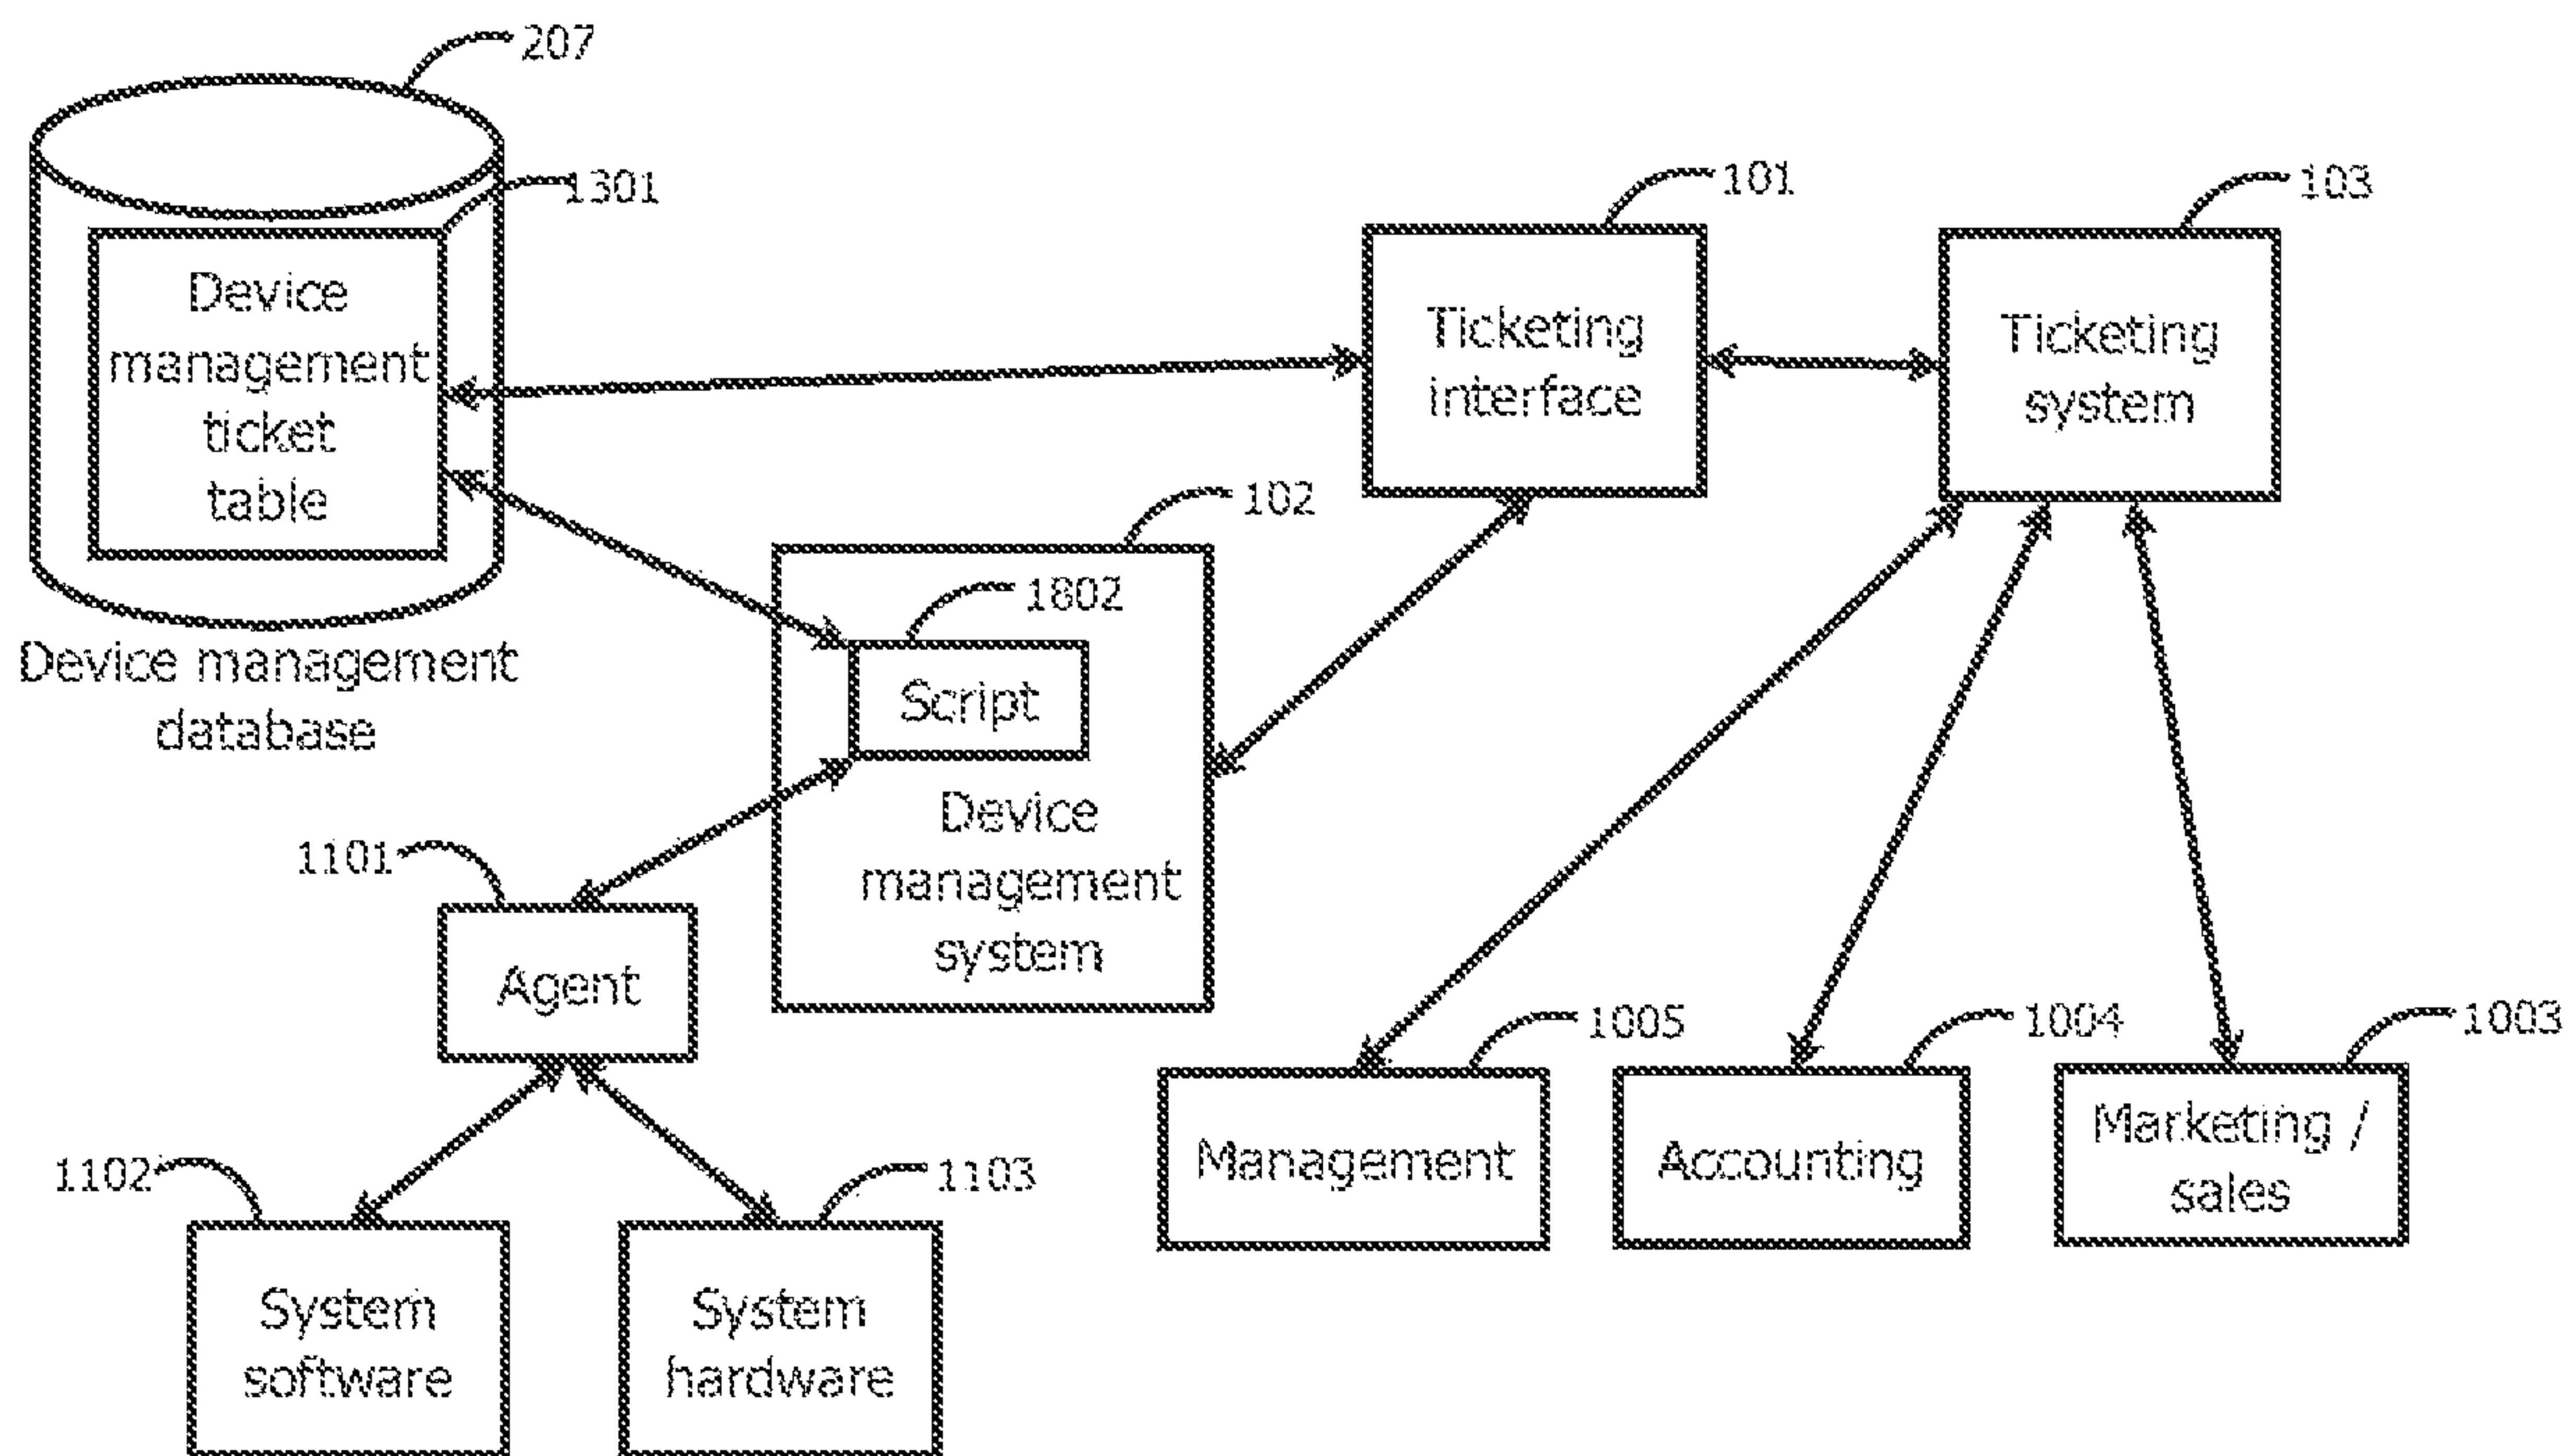 207
1301
Device
management
ticket
table
Device management
database
101
Ticketing
interface
103
Ticketing
system
102
1802
Script
Device
management
system
1101
Agent
1102
System
software
1103
System
hardware
1005
Management
1004
Accounting
1003
Marketing /
sales